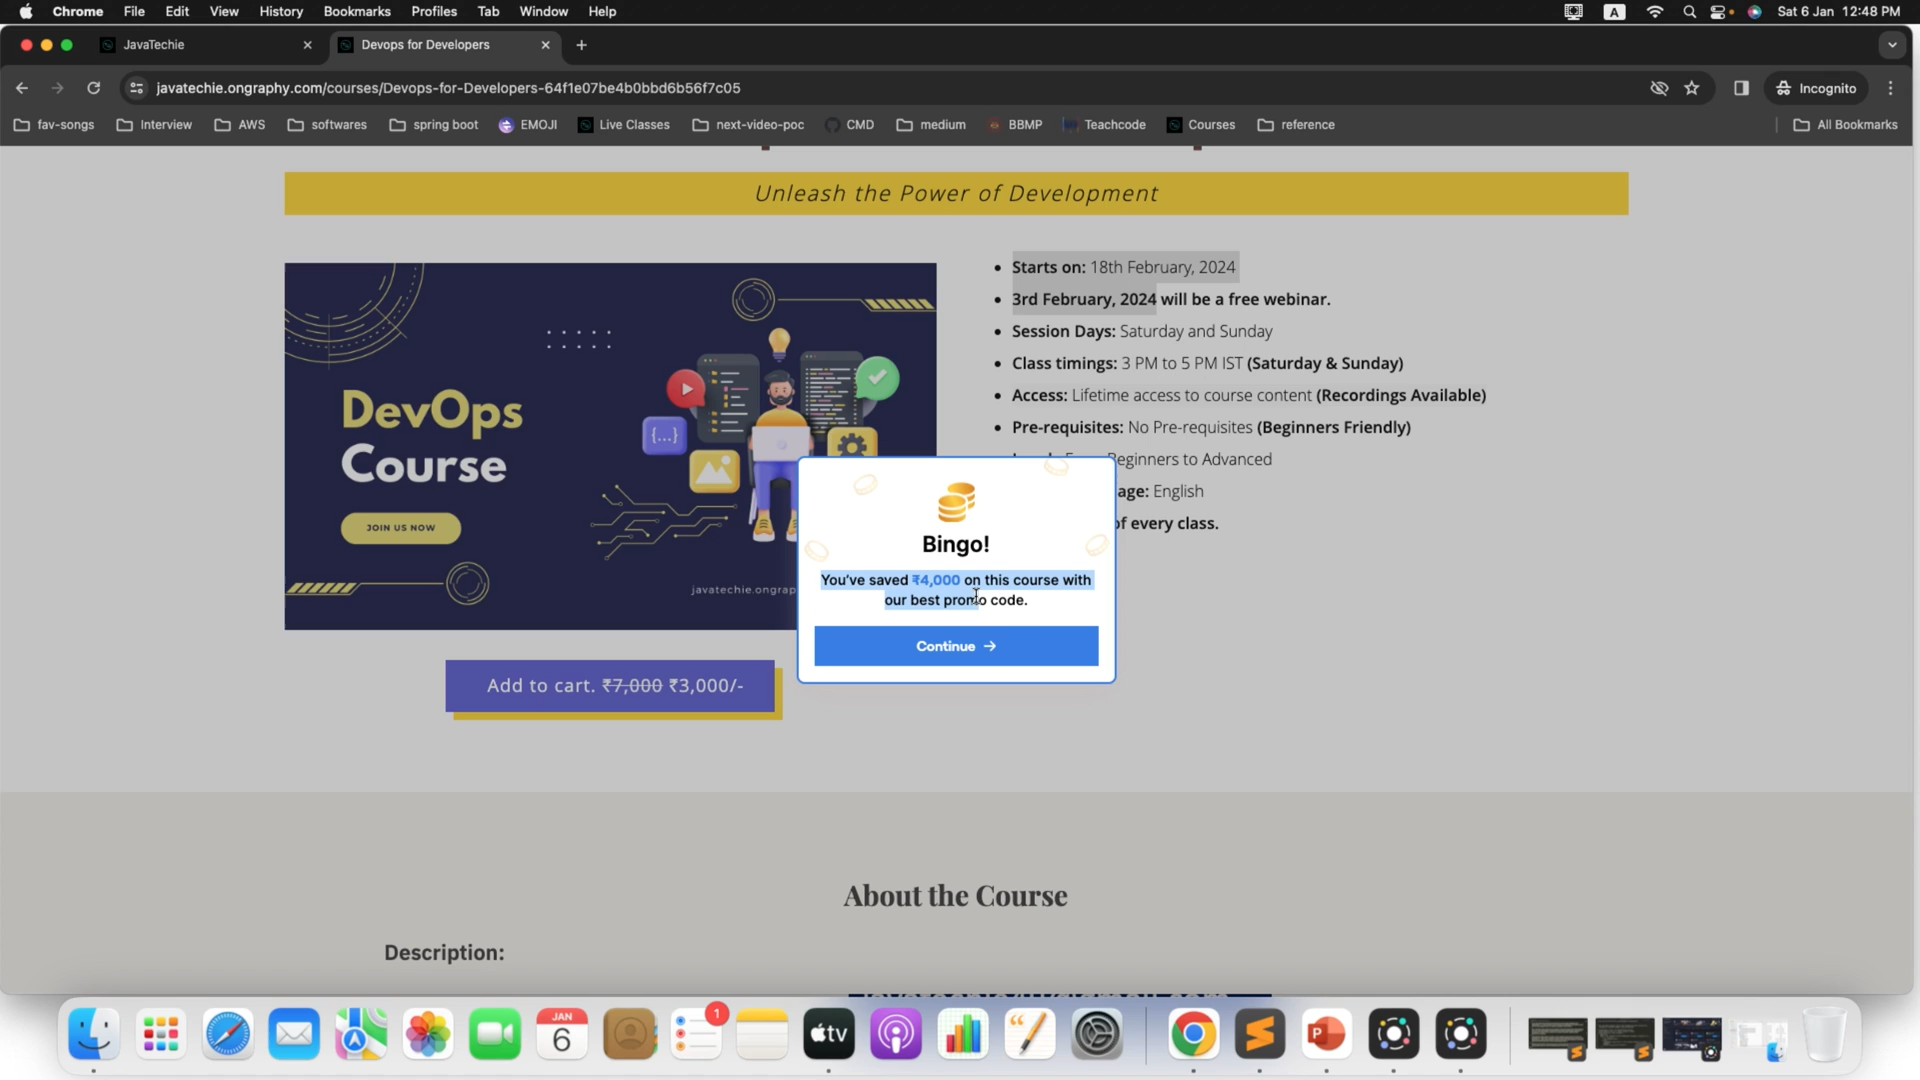 Chrome File Edit View History Bookmarks Profiles Tab Window Help
A Sat 6 Jan 12:48 PM
JavaTechie
Devops for Developers
javatechie.ongraphy.com/courses/Devops-for-Developers-64f1e07be4b0bbd6b56f7c05
Incognito
fav-songs Interview AWS softwares spring boot EMOJI Live Classes next-video-poc CMD medium BBMP Teachcode Courses reference All Bookmarks
Unleash the Power of Development
DevOps
Course
JOIN US NOW
javatechie.ongrap
Add to cart. ₹7,000 ₹3,000/-
Starts on: 18th February, 2024
3rd February, 2024 will be a free webinar.
Session Days: Saturday and Sunday
Class timings: 3 PM to 5 PM IST (Saturday & Sunday)
Access: Lifetime access to course content (Recordings Available)
Pre-requisites: No Pre-requisites (Beginners Friendly)
Beginners to Advanced
age: English
of every class.
Bingo!
You've saved ₹4,000 on this course with
our best promo code.
Continue →
About the Course
Description:
JAN
6
1
tv